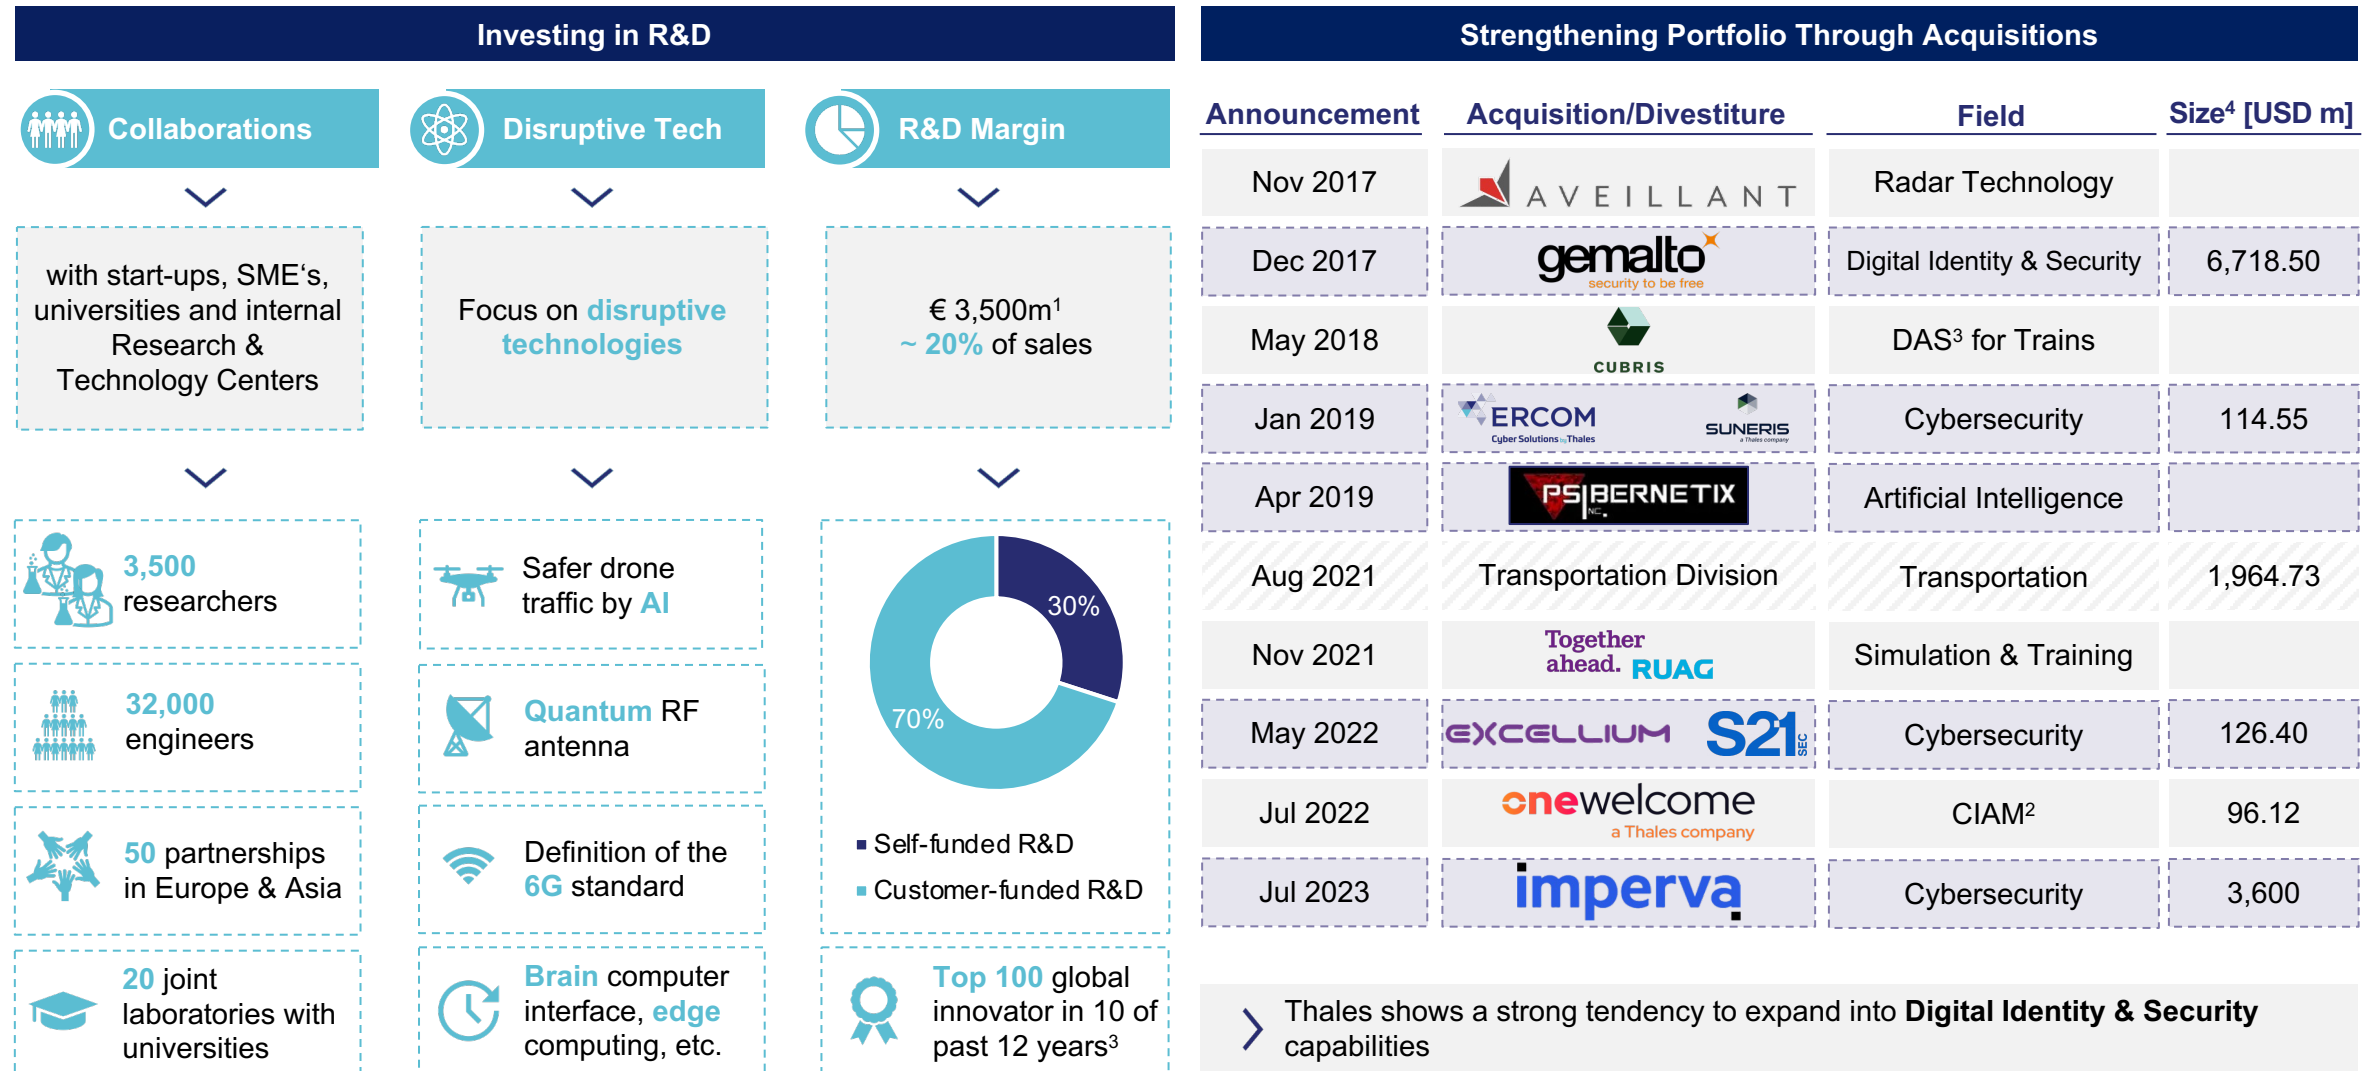 Investing in R&D
Collaborations
Disruptive Tech
R&D Margin
with start-ups, SME‘s,
universities and internal
Research &
Technology Centers
Focus on disruptive
technologies
€ 3,500m¹
~ 20% of sales
3,500
researchers
32,000
engineers
50 partnerships
in Europe & Asia
20 joint
laboratories with
universities
Safer drone
traffic by AI
Quantum RF
antenna
Definition of the
6G standard
Brain computer
interface, edge
computing, etc.
30%
70%
Self-funded R&D
Customer-funded R&D
Top 100 global
innovator in 10 of
past 12 years³
Strengthening Portfolio Through Acquisitions
Announcement Acquisition/Divestiture Field Size⁴ [USD m]
Nov 2017 AVEILLANT Radar Technology
Dec 2017 gemalto Digital Identity & Security 6,718.50
security to be free
May 2018 CUBRIS DAS³ for Trains
Jan 2019 ERCOM SUNERIS Cybersecurity 114.55
Cyber Solutions by Thales a Thales company
Apr 2019 PSIBERNETIX Artificial Intelligence
INC.
Aug 2021 Transportation Division Transportation 1,964.73
Nov 2021 Together ahead. RUAG Simulation & Training
May 2022 EXCELLIUM S21 SEC Cybersecurity 126.40
Jul 2022 onewelcome CIAM² 96.12
a Thales company
Jul 2023 imperva Cybersecurity 3,600
Thales shows a strong tendency to expand into Digital Identity & Security
capabilities